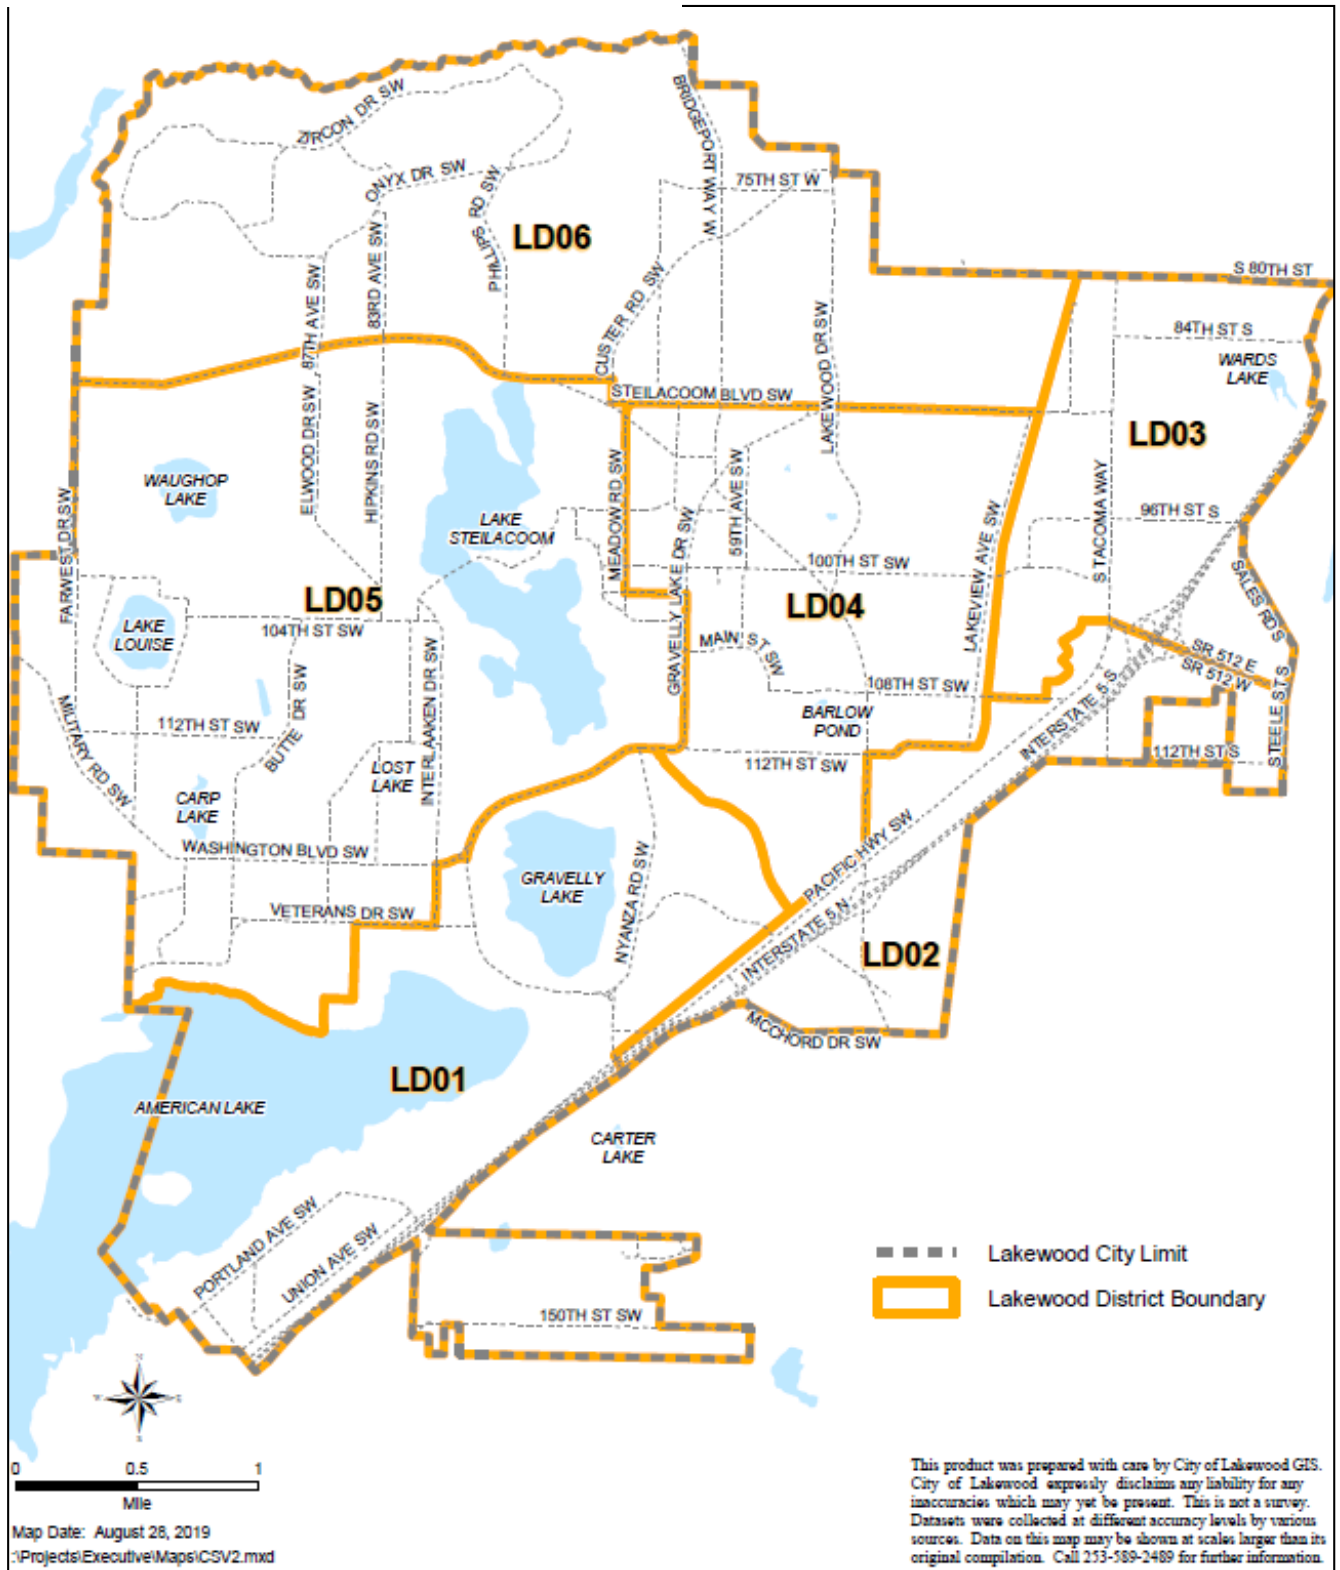 ZIRCON DR SW
BRIDGEPORT WAY W
ONYX DR SW
75TH ST W
PHILLIPS RD SW
LD06
83RD AVE SW
87TH AVE SW
S 80TH ST
CUSTER RD SW
LAKEWOOD DR SW
84TH ST S
WARDS
LAKE
STEILACOOM BLVD SW
ELWOOD DR SW
HIPKINS RD SW
LD03
WAUGHOP
LAKE
MEADOW RD SW
59TH AVE SW
LAKE
STEILACOOM
S TACOMA WAY
96TH ST S
FARWEST DR SW
GRAVELLY LAKE DR SW
LAKEVIEW AVE SW
100TH ST SW
SALES RD S
LD05
LD04
LAKE
LOUISE
104TH ST SW
MAIN ST SW
SR 512 E
SR 512 W
INTERLAAKEN DR SW
108TH ST SW
MILITARY RD SW
BUTTE DR SW
112TH ST SW
BARLOW
POND
INTERSTATE 5 S
STEELE ST S
112TH ST S
112TH ST SW
LOST
LAKE
CARP
LAKE
WASHINGTON BLVD SW
PACIFIC HWY SW
GRAVELLY
LAKE
NYANZA RD SW
VETERANS DR SW
INTERSTATE 5 N
LD02
MCCHORD DR SW
LD01
AMERICAN LAKE
CARTER
LAKE
PORTLAND AVE SW
UNION AVE SW
Lakewood City Limit
Lakewood District Boundary
150TH ST SW
N
W
E
S
0 0.5 1
Mile
Map Date: August 28, 2019
:\Projects\Executive\Maps\CSV2.mxd
This product was prepared with care by City of Lakewood GIS.
City of Lakewood expressly disclaims any liability for any
inaccuracies which may yet be present. This is not a survey.
Datasets were collected at different accuracy levels by various
sources. Data on this map may be shown at scales larger than its
original compilation. Call 253-589-2489 for further information.